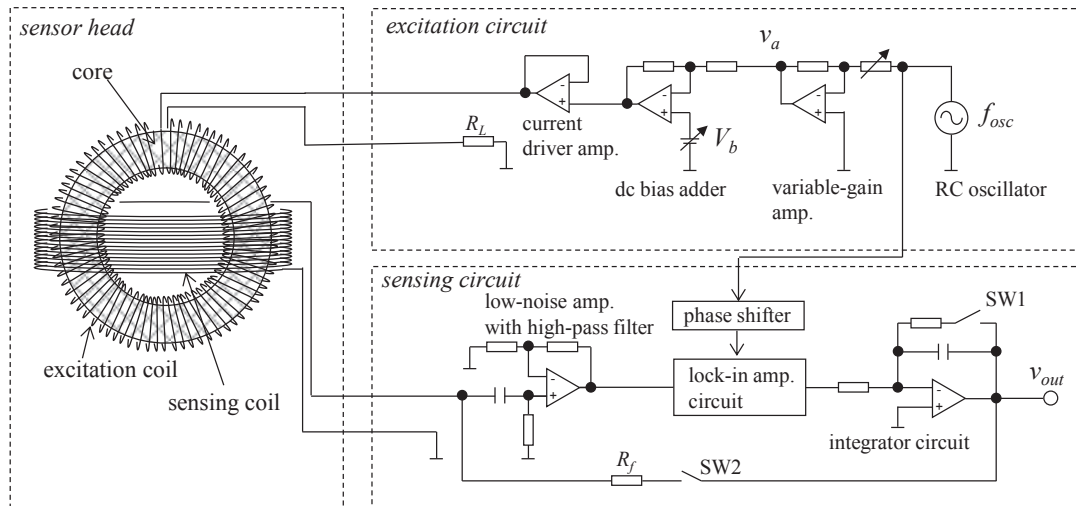 sensor head
core
excitation coil
sensing coil
excitation circuit
v_a
R_L
current
driver amp.
V_b
dc bias adder
variable-gain
amp.
f_osc
RC oscillator
sensing circuit
low-noise amp.
with high-pass filter
phase shifter
lock-in amp.
circuit
SW1
v_out
integrator circuit
R_f
SW2
-
+
-
+
-
+
-
+
-
+